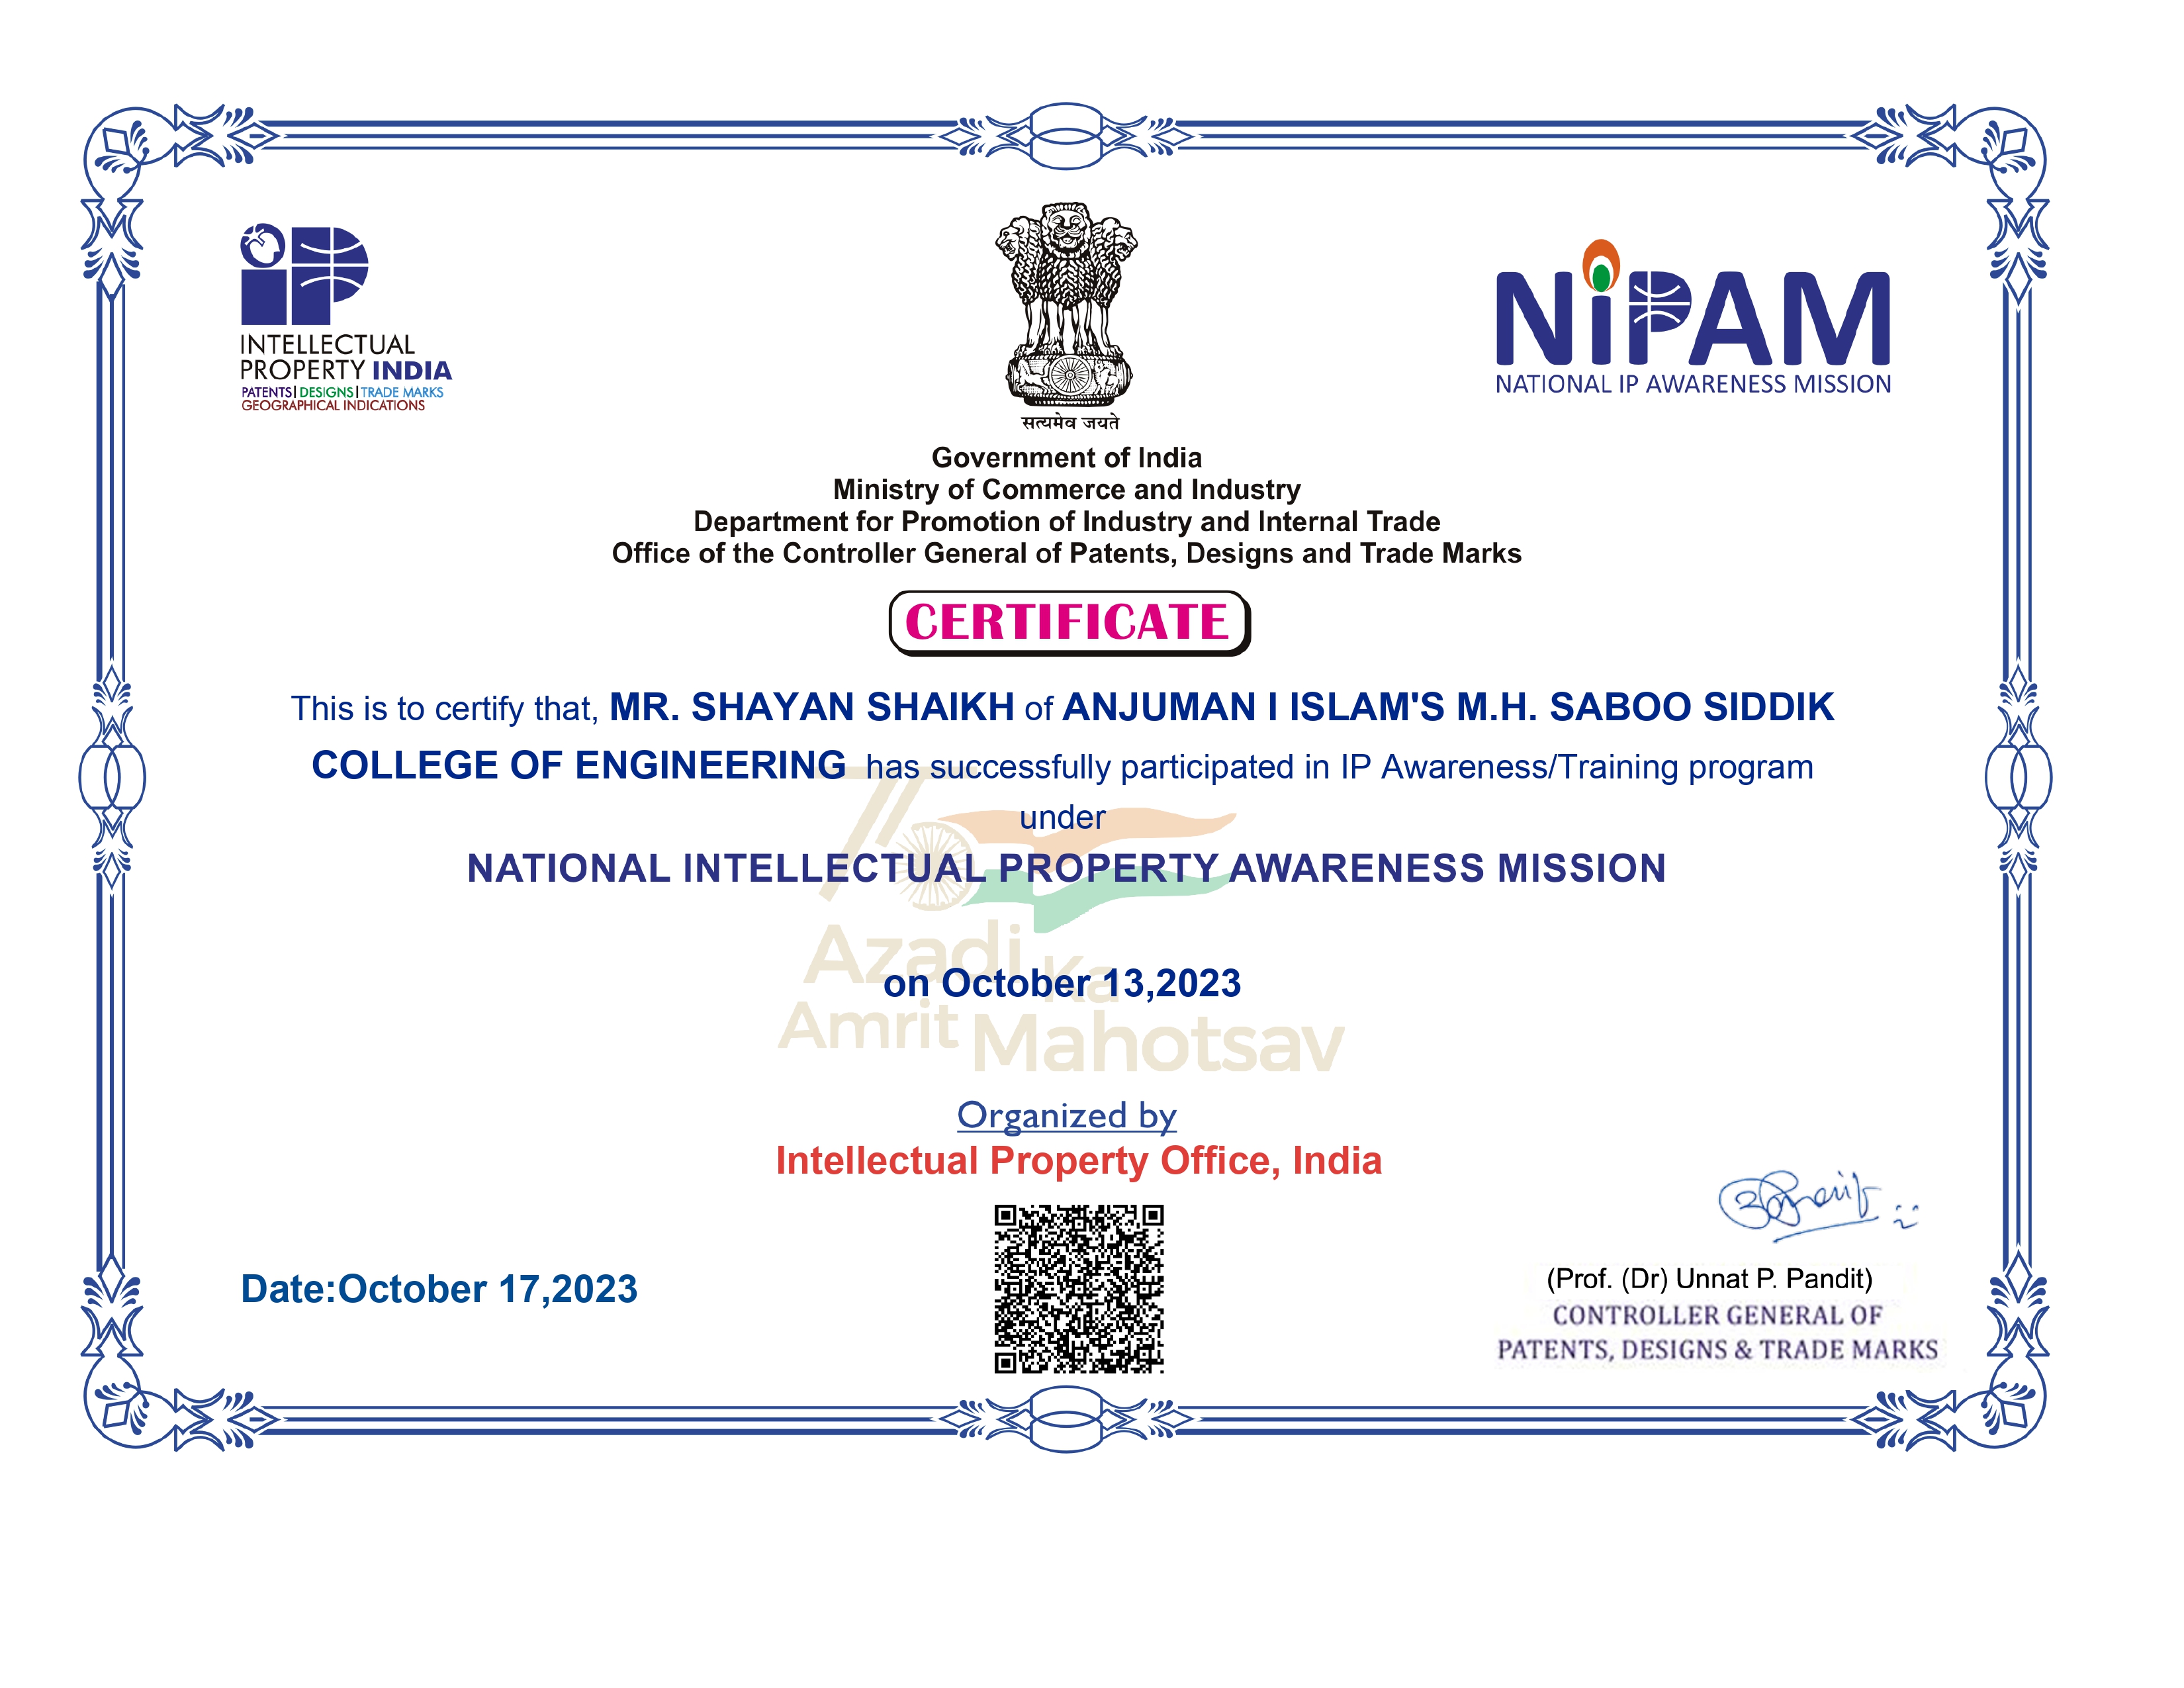 INTELLECTUAL
PROPERTY INDIA
PATENTS| DESIGNS| TRADE MARKS
GEOGRAPHICAL INDICATIONS
सत्यमेव जयते
NiPAM
NATIONAL IP AWARENESS MISSION
Government of India
Ministry of Commerce and Industry
Department for Promotion of Industry and Internal Trade
Office of the Controller General of Patents, Designs and Trade Marks
CERTIFICATE
This is to certify that, MR. SHAYAN SHAIKH of ANJUMAN I ISLAM'S M.H. SABOO SIDDIK
COLLEGE OF ENGINEERING has successfully participated in IP Awareness/Training program
under
NATIONAL INTELLECTUAL PROPERTY AWARENESS MISSION
Azadi Ka
on October 13,2023
Amrit Mahotsav
Organized by
Intellectual Property Office, India
Date:October 17,2023
(Prof. (Dr) Unnat P. Pandit)
CONTROLLER GENERAL OF
PATENTS, DESIGNS & TRADE MARKS